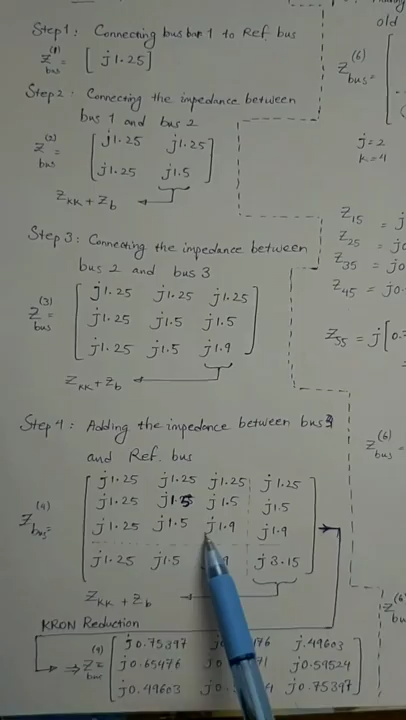 Step 1: Connecting bus bar 1 to Ref. bus
Z bus (1) = [ j1.25 ]
Step 2: Connecting the impedance between
bus 1 and bus 2
Z bus (2) = [ j1.25 j1.25
j1.25 j1.5 ]
ZKK + Zb
Step 3: Connecting the impedance between
bus 2 and bus 3
Z bus (3) = [ j1.25 j1.25 j1.25
j1.25 j1.5 j1.5
j1.25 j1.5 j1.9 ]
ZKK + Zb
Step 4: Adding the impedance between bus 3
and Ref. bus
Z bus (4) = [ j1.25 j1.25 j1.25 j1.25
j1.25 j1.5 j1.5 j1.5
j1.25 j1.5 j1.9 j1.9
j1.25 j1.5 j3.15 ]
ZKK + Zb
KRON Reduction
⇒ Z bus (4) = [ j0.75397 j.49603
j0.65476 j0.59524
j0.49603 j0.75397 ]
old
Z bus (6) = [
j=2
k=4
Z15 =
Z25 =
Z35 =
Z45 =
Z55 = j[
Z bus (6) =
Z bus